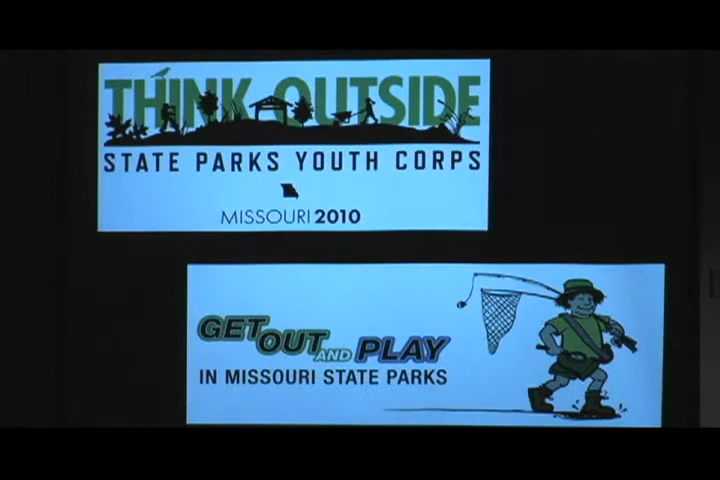 THINK OUTSIDE
STATE PARKS YOUTH CORPS
MISSOURI 2010
GET OUT AND PLAY
IN MISSOURI STATE PARKS